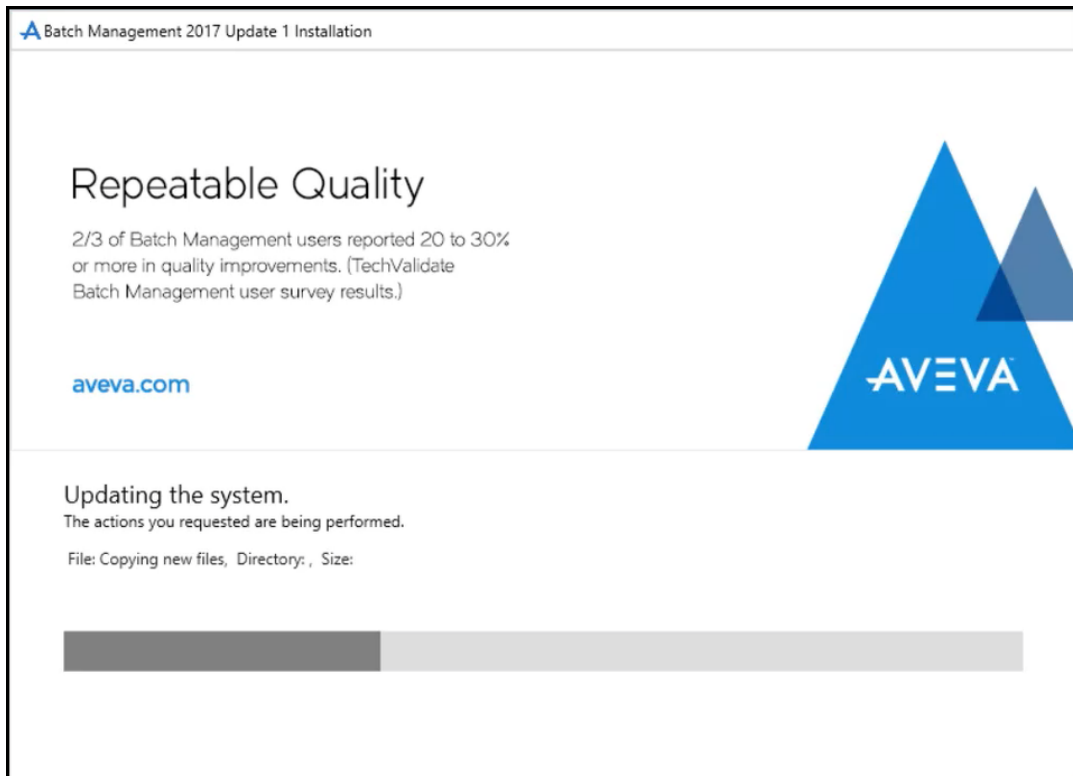 Batch Management 2017 Update 1 Installation
Repeatable Quality
2/3 of Batch Management users reported 20 to 30%
or more in quality improvements. (TechValidate
Batch Management user survey results.)
aveva.com
AVEVA™
Updating the system.
The actions you requested are being performed.
File: Copying new files, Directory: , Size: